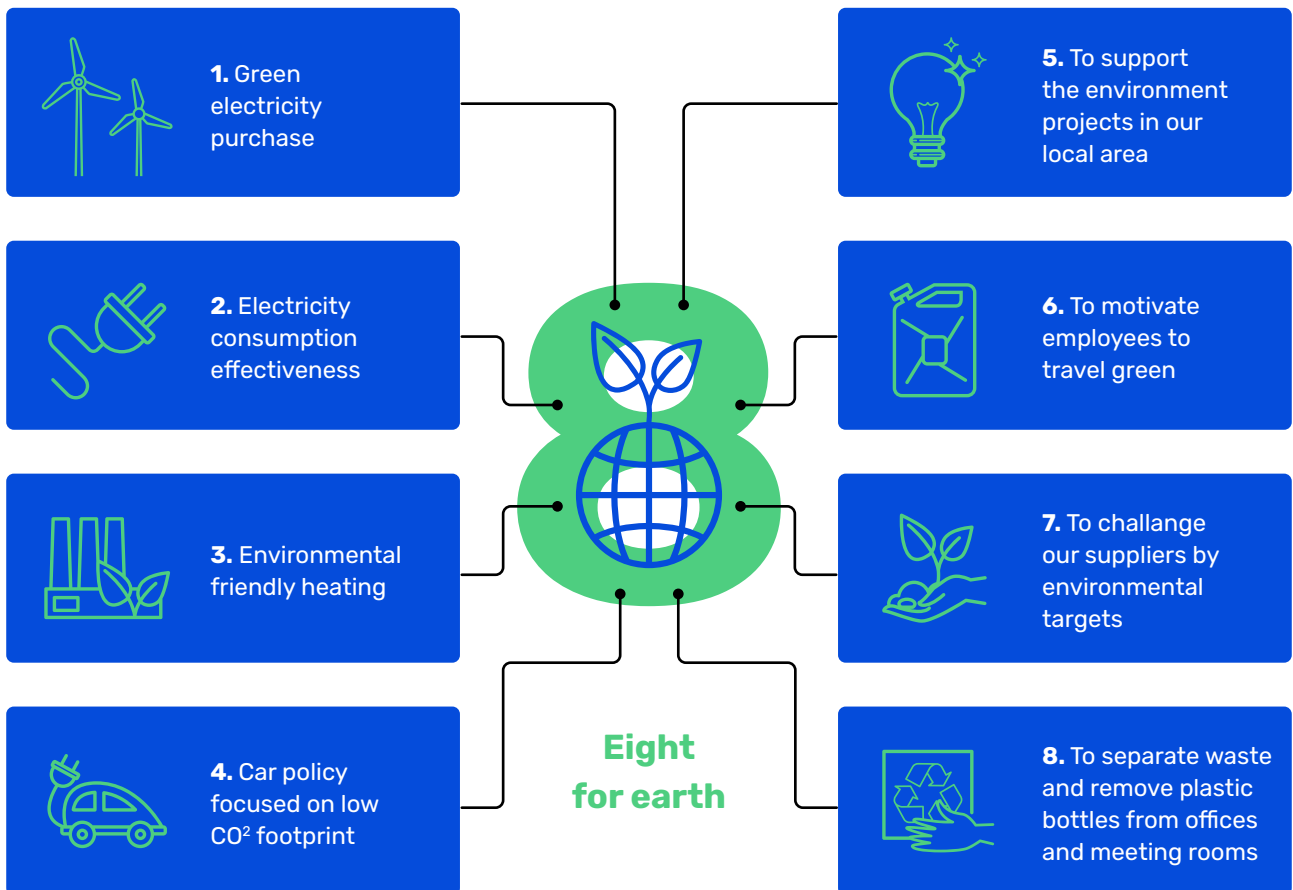 1. Green
electricity
purchase
2. Electricity
consumption
effectiveness
3. Environmental
friendly heating
4. Car policy
focused on low
CO² footprint
5. To support
the environment
projects in our
local area
6. To motivate
employees to
travel green
7. To challange
our suppliers by
environmental
targets
8. To separate waste
and remove plastic
bottles from offices
and meeting rooms
Eight
for earth